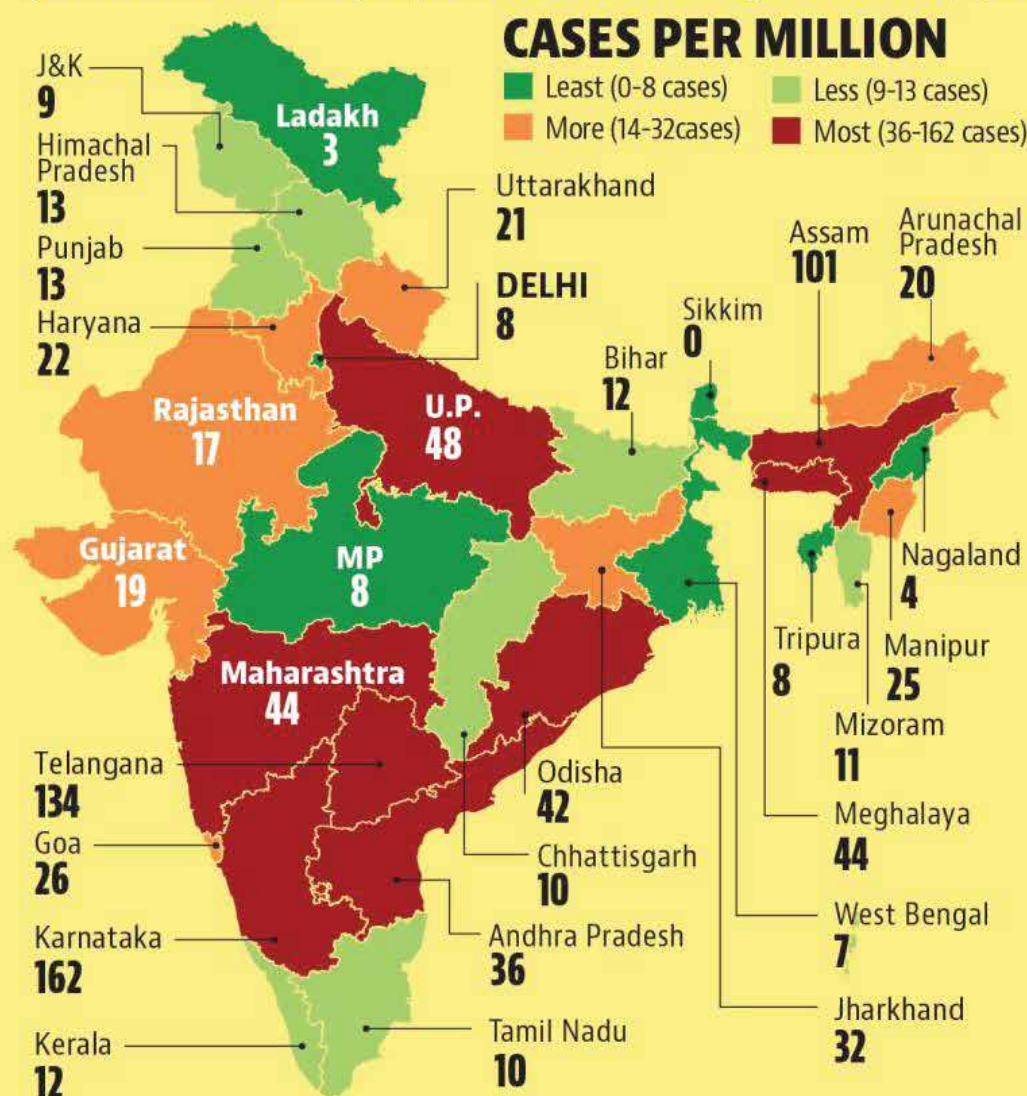 CASES PER MILLION
Least (0-8 cases)
Less (9-13 cases)
More (14-32cases)
Most (36-162 cases)
J&K
9
Ladakh
3
Himachal
Pradesh
13
Punjab
13
Haryana
22
Uttarakhand
21
DELHI
8
Assam
101
Arunachal
Pradesh
20
Sikkim
0
Bihar
12
Rajasthan
17
U.P.
48
Gujarat
19
MP
8
Nagaland
4
Tripura
8
Manipur
25
Mizoram
11
Maharashtra
44
Telangana
134
Odisha
42
Meghalaya
44
Goa
26
Chhattisgarh
10
West Bengal
7
Karnataka
162
Andhra Pradesh
36
Jharkhand
32
Kerala
12
Tamil Nadu
10